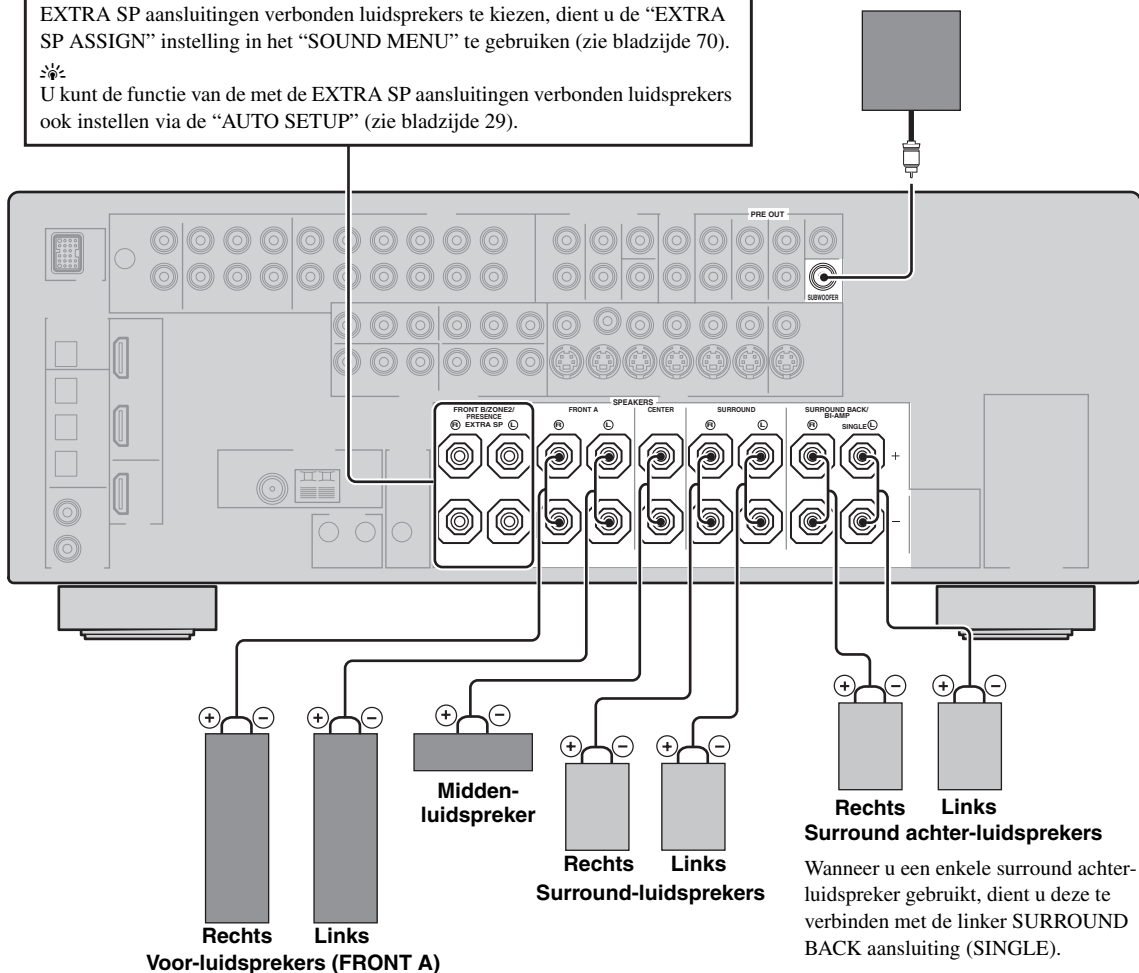 EXTRA SP aansluitingen verbonden luidsprekers te kiezen, dient u de “EXTRA
SP ASSIGN” instelling in het “SOUND MENU” te gebruiken (zie bladzijde 70).
U kunt de functie van de met de EXTRA SP aansluitingen verbonden luidsprekers
ook instellen via de “AUTO SETUP” (zie bladzijde 29).
PRE OUT
SUBWOOFER
SPEAKERS
FRONT B/ZONE2/
PRESENCE
R EXTRA SP L
FRONT A
R L
CENTER
SURROUND
R L
SURROUND BACK/
BI-AMP
R SINGLE L
+
–
+ –
+ –
+ –
+ –
+ –
+ –
+ –
Midden-
luidspreker
Rechts Links
Surround-luidsprekers
Rechts Links
Surround achter-luidsprekers
Wanneer u een enkele surround achter-
luidspreker gebruikt, dient u deze te
verbinden met de linker SURROUND
BACK aansluiting (SINGLE).
Rechts Links
Voor-luidsprekers (FRONT A)